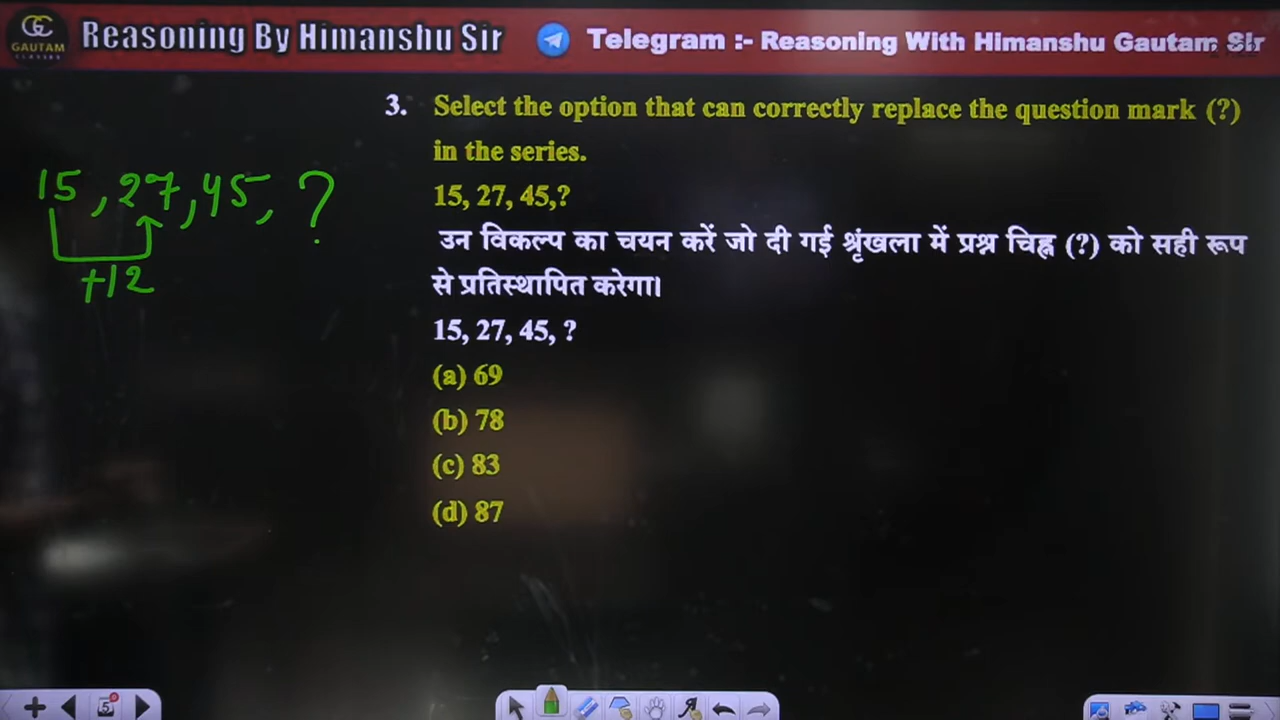 GC
GAUTAM
CLASSES
Reasoning By Himanshu Sir
Telegram :- Reasoning With Himanshu Gautam Sir
3. Select the option that can correctly replace the question mark (?)
in the series.
15, 27, 45,?
उन विकल्प का चयन करें जो दी गई श्रृंखला में प्रश्न चिह्न (?) को सही रूप
से प्रतिस्थापित करेगा।
15, 27, 45, ?
(a) 69
(b) 78
(c) 83
(d) 87
15, 27, 45, ?
+12
5